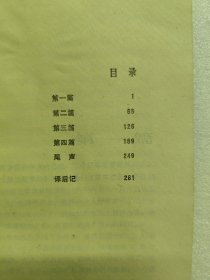 目录
第一篇 1
第二篇 65
第三篇 126
第四篇 189
尾声 249
译后记 261